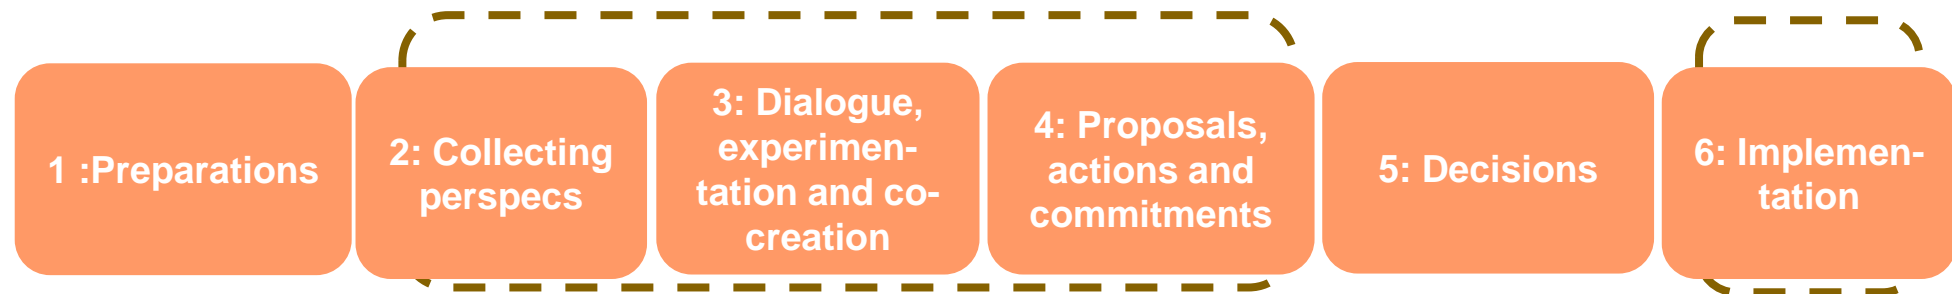 1 :Preparations
2: Collecting
perspecs
3: Dialogue,
experimen-
tation and co-
creation
4: Proposals,
actions and
commitments
5: Decisions
6: Implemen-
tation